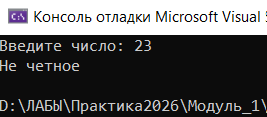 Консоль отладки Microsoft Visual
Введите число: 23
Не четное
D:\ЛАБЫ\Практика2026\Модуль_1\